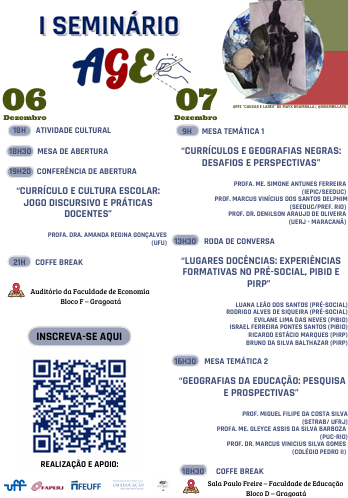 I SEMINÁRIO
AGE
ARTE "CAUSAS E LARES" DE MAYK BRUMBILLA / @BRUMBILLAYS
06
Dezembro
18H ATIVIDADE CULTURAL
18H30 MESA DE ABERTURA
19H20 CONFERÊNCIA DE ABERTURA
“CURRÍCULO E CULTURA ESCOLAR:
JOGO DISCURSIVO E PRÁTICAS
DOCENTES”
PROFA. DRA. AMANDA REGINA GONÇALVES
(UFU)
21H COFFE BREAK
Auditório da Faculdade de Economia
Bloco F – Gragoatá
INSCREVA-SE AQUI
REALIZAÇÃO E APOIO:
uff
FAPERJ
FEUFF
07
Dezembro
9H MESA TEMÁTICA 1
“CURRÍCULOS E GEOGRAFIAS NEGRAS:
DESAFIOS E PERSPECTIVAS”
PROFA. ME. SIMONE ANTUNES FERREIRA
(IEPIC/SEEDUC)
PROF. MARCUS VINÍCIUS DOS SANTOS DELPHIM
(SEEDUC/PREF. RIO)
PROF. DR. DENILSON ARAUJO DE OLIVEIRA
(UERJ - MARACANÃ)
13H30 RODA DE CONVERSA
“LUGARES DOCÊNCIAS: EXPERIÊNCIAS
FORMATIVAS NO PRÉ-SOCIAL, PIBID E
PIRP”
LUANA LEÃO DOS SANTOS (PRÉ-SOCIAL)
RODRIGO ALVES DE SIQUEIRA (PRÉ-SOCIAL)
EVILANE LIMA DAS NEVES (PIBID)
ISRAEL FERREIRA PONTES SANTOS (PIBID)
RICARDO ESTÁCIO MARQUES (PIRP)
BRUNO DA SILVA BALTHAZAR (PIRP)
16H30 MESA TEMÁTICA 2
“GEOGRAFIAS DA EDUCAÇÃO: PESQUISA
E PROSPECTIVAS”
PROF. MIGUEL FILIPE DA COSTA SILVA
(SETRAB/ UFRJ)
PROFA. ME. GLEYCE ASSIS DA SILVA BARBOZA
(PUC-RIO)
PROF. DR. MARCUS VINICIUS SILVA GOMES
(COLÉGIO PEDRO II)
18H30 COFFE BREAK
Sala Paulo Freire – Faculdade de Educação
Bloco D – Gragoatá